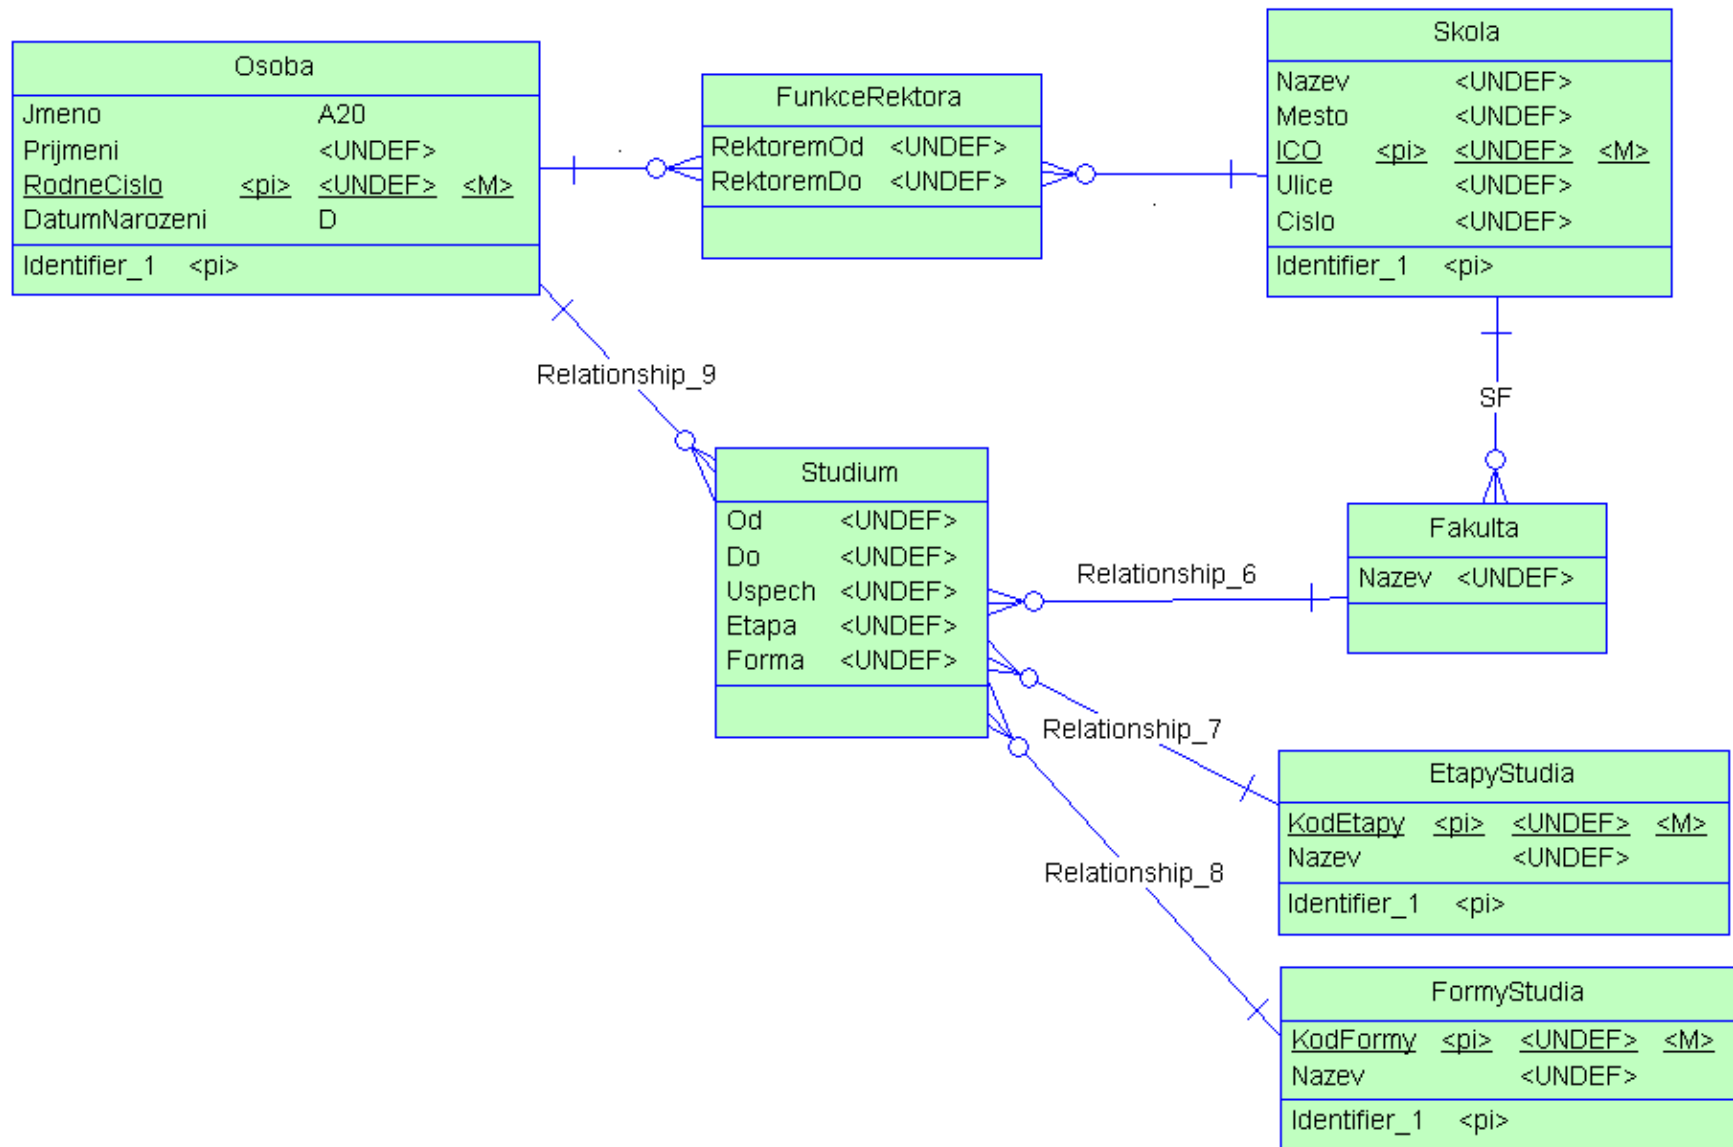 Osoba
Jmeno A20
Prijmeni <UNDEF>
RodneCislo <pi> <UNDEF> <M>
DatumNarozeni D
Identifier_1 <pi>
FunkceRektora
RektoremOd <UNDEF>
RektoremDo <UNDEF>
Skola
Nazev <UNDEF>
Mesto <UNDEF>
ICO <pi> <UNDEF> <M>
Ulice <UNDEF>
Cislo <UNDEF>
Identifier_1 <pi>
Relationship_9
SF
Studium
Od <UNDEF>
Do <UNDEF>
Uspech <UNDEF>
Etapa <UNDEF>
Forma <UNDEF>
Relationship_6
Fakulta
Nazev <UNDEF>
Relationship_7
EtapyStudia
KodEtapy <pi> <UNDEF> <M>
Nazev <UNDEF>
Identifier_1 <pi>
Relationship_8
FormyStudia
KodFormy <pi> <UNDEF> <M>
Nazev <UNDEF>
Identifier_1 <pi>